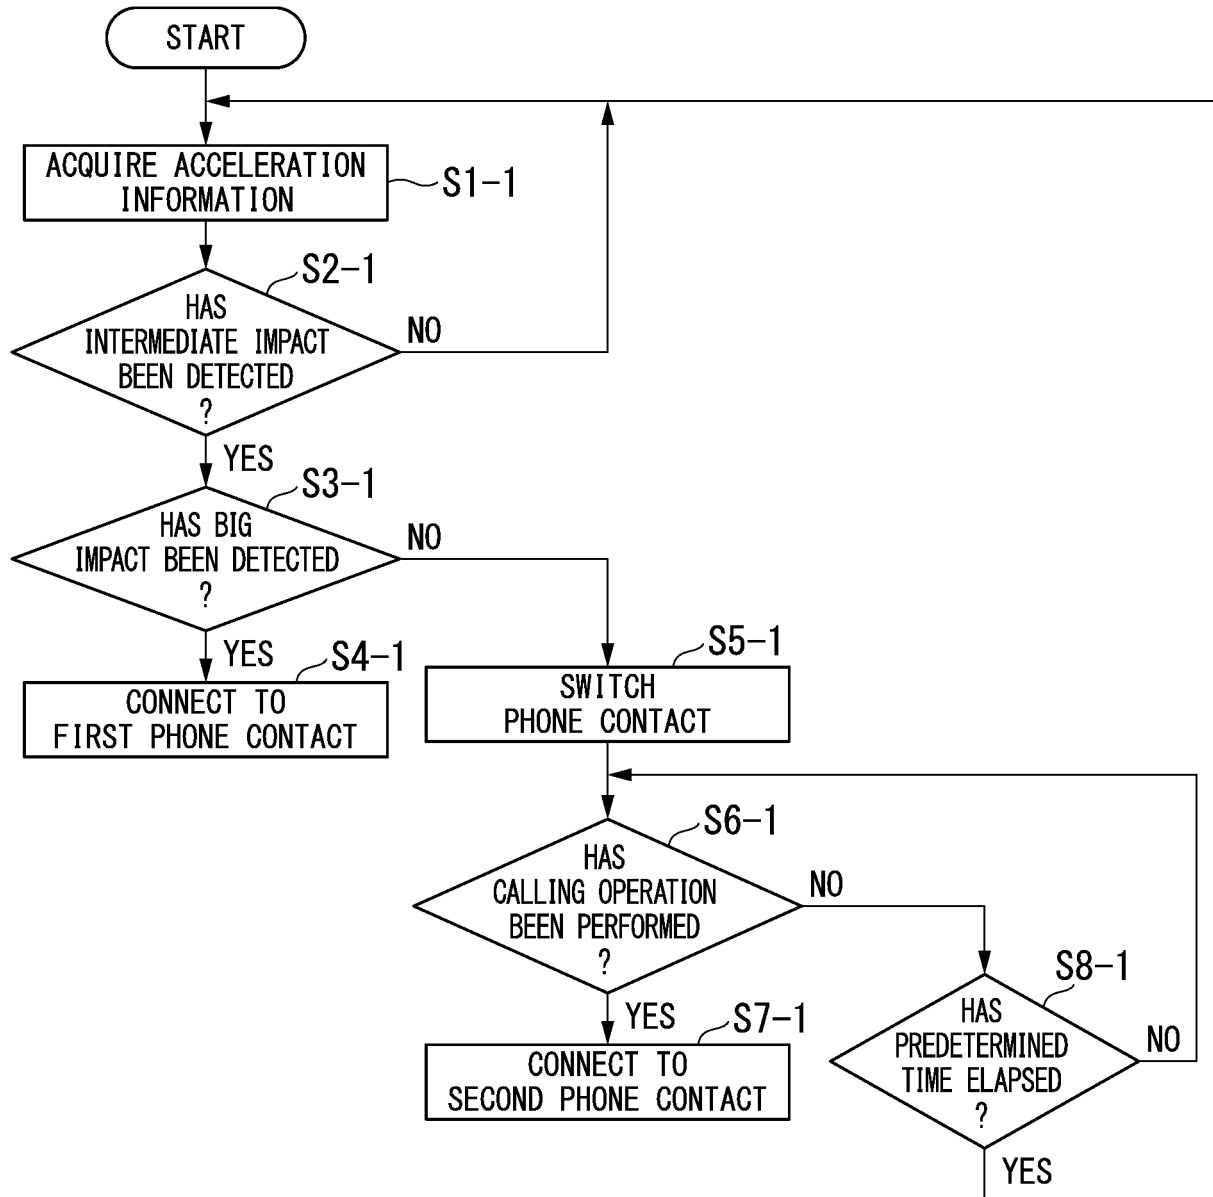 START
ACQUIRE ACCELERATION
INFORMATION
S1-1
S2-1
HAS
INTERMEDIATE IMPACT
BEEN DETECTED
?
NO
YES
S3-1
HAS BIG
IMPACT BEEN DETECTED
?
NO
YES
S4-1
CONNECT TO
FIRST PHONE CONTACT
S5-1
SWITCH
PHONE CONTACT
S6-1
HAS
CALLING OPERATION
BEEN PERFORMED
?
NO
YES
S7-1
CONNECT TO
SECOND PHONE CONTACT
S8-1
HAS
PREDETERMINED
TIME ELAPSED
?
NO
YES